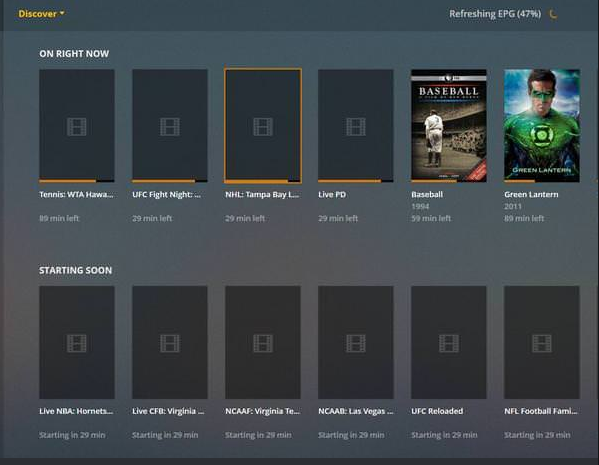 Discover
Refreshing EPG (47%)
ON RIGHT NOW
BASEBALL
GREEN LANTERN
Tennis: WTA Hawa...
89 min left
UFC Fight Night: ...
29 min left
NHL: Tampa Bay L...
29 min left
Live PD
29 min left
Baseball
1994
59 min left
Green Lantern
2011
89 min left
STARTING SOON
Live NBA: Hornets...
Starting in 29 min
Live CFB: Virginia ...
Starting in 29 min
NCAAF: Virginia Te...
Starting in 29 min
NCAAB: Las Vegas ...
Starting in 29 min
UFC Reloaded
Starting in 29 min
NFL Football Fami...
Starting in 29 min